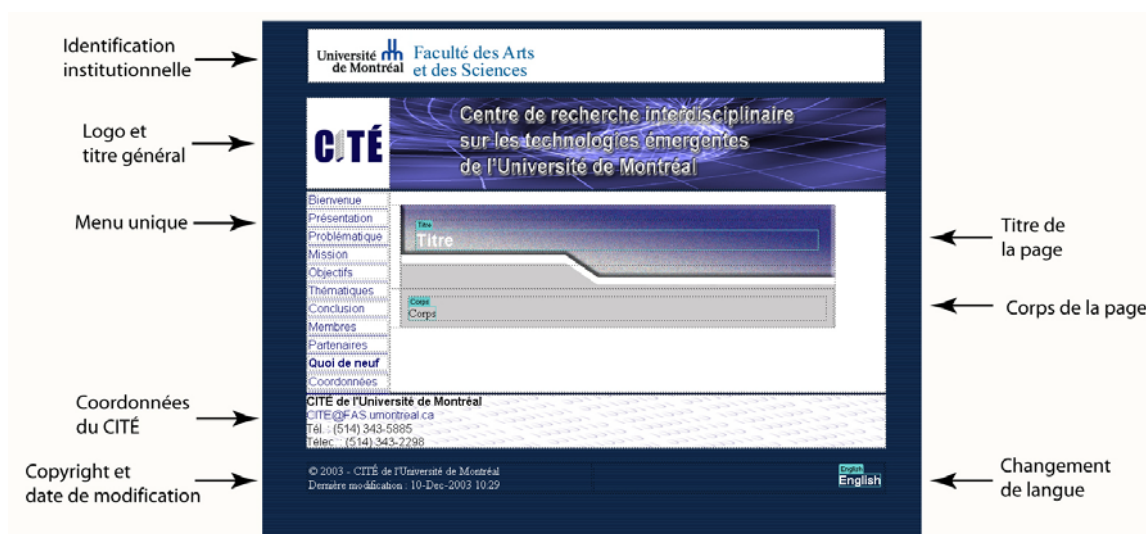 Identification
institutionnelle
Université
de Montréal
Faculté des Arts
et des Sciences
Logo et
titre général
CITÉ
Centre de recherche interdisciplinaire
sur les technologies émergentes
de l'Université de Montréal
Menu unique
Bienvenue
Présentation
Problématique
Mission
Objectifs
Thématiques
Conclusion
Membres
Partenaires
Quoi de neuf
Coordonnées
Titre
Titre
Titre de
la page
Corps
Corps
Corps de la page
Coordonnées
du CITÉ
CITÉ de l'Université de Montréal
CITE@FAS.umontreal.ca
Tél. : (514) 343-5885
Télec. : (514) 343-2298
Copyright et
date de modification
© 2003 - CITÉ de l'Université de Montréal
Dernière modification : 10-Dec-2003 10:29
English
English
Changement
de langue